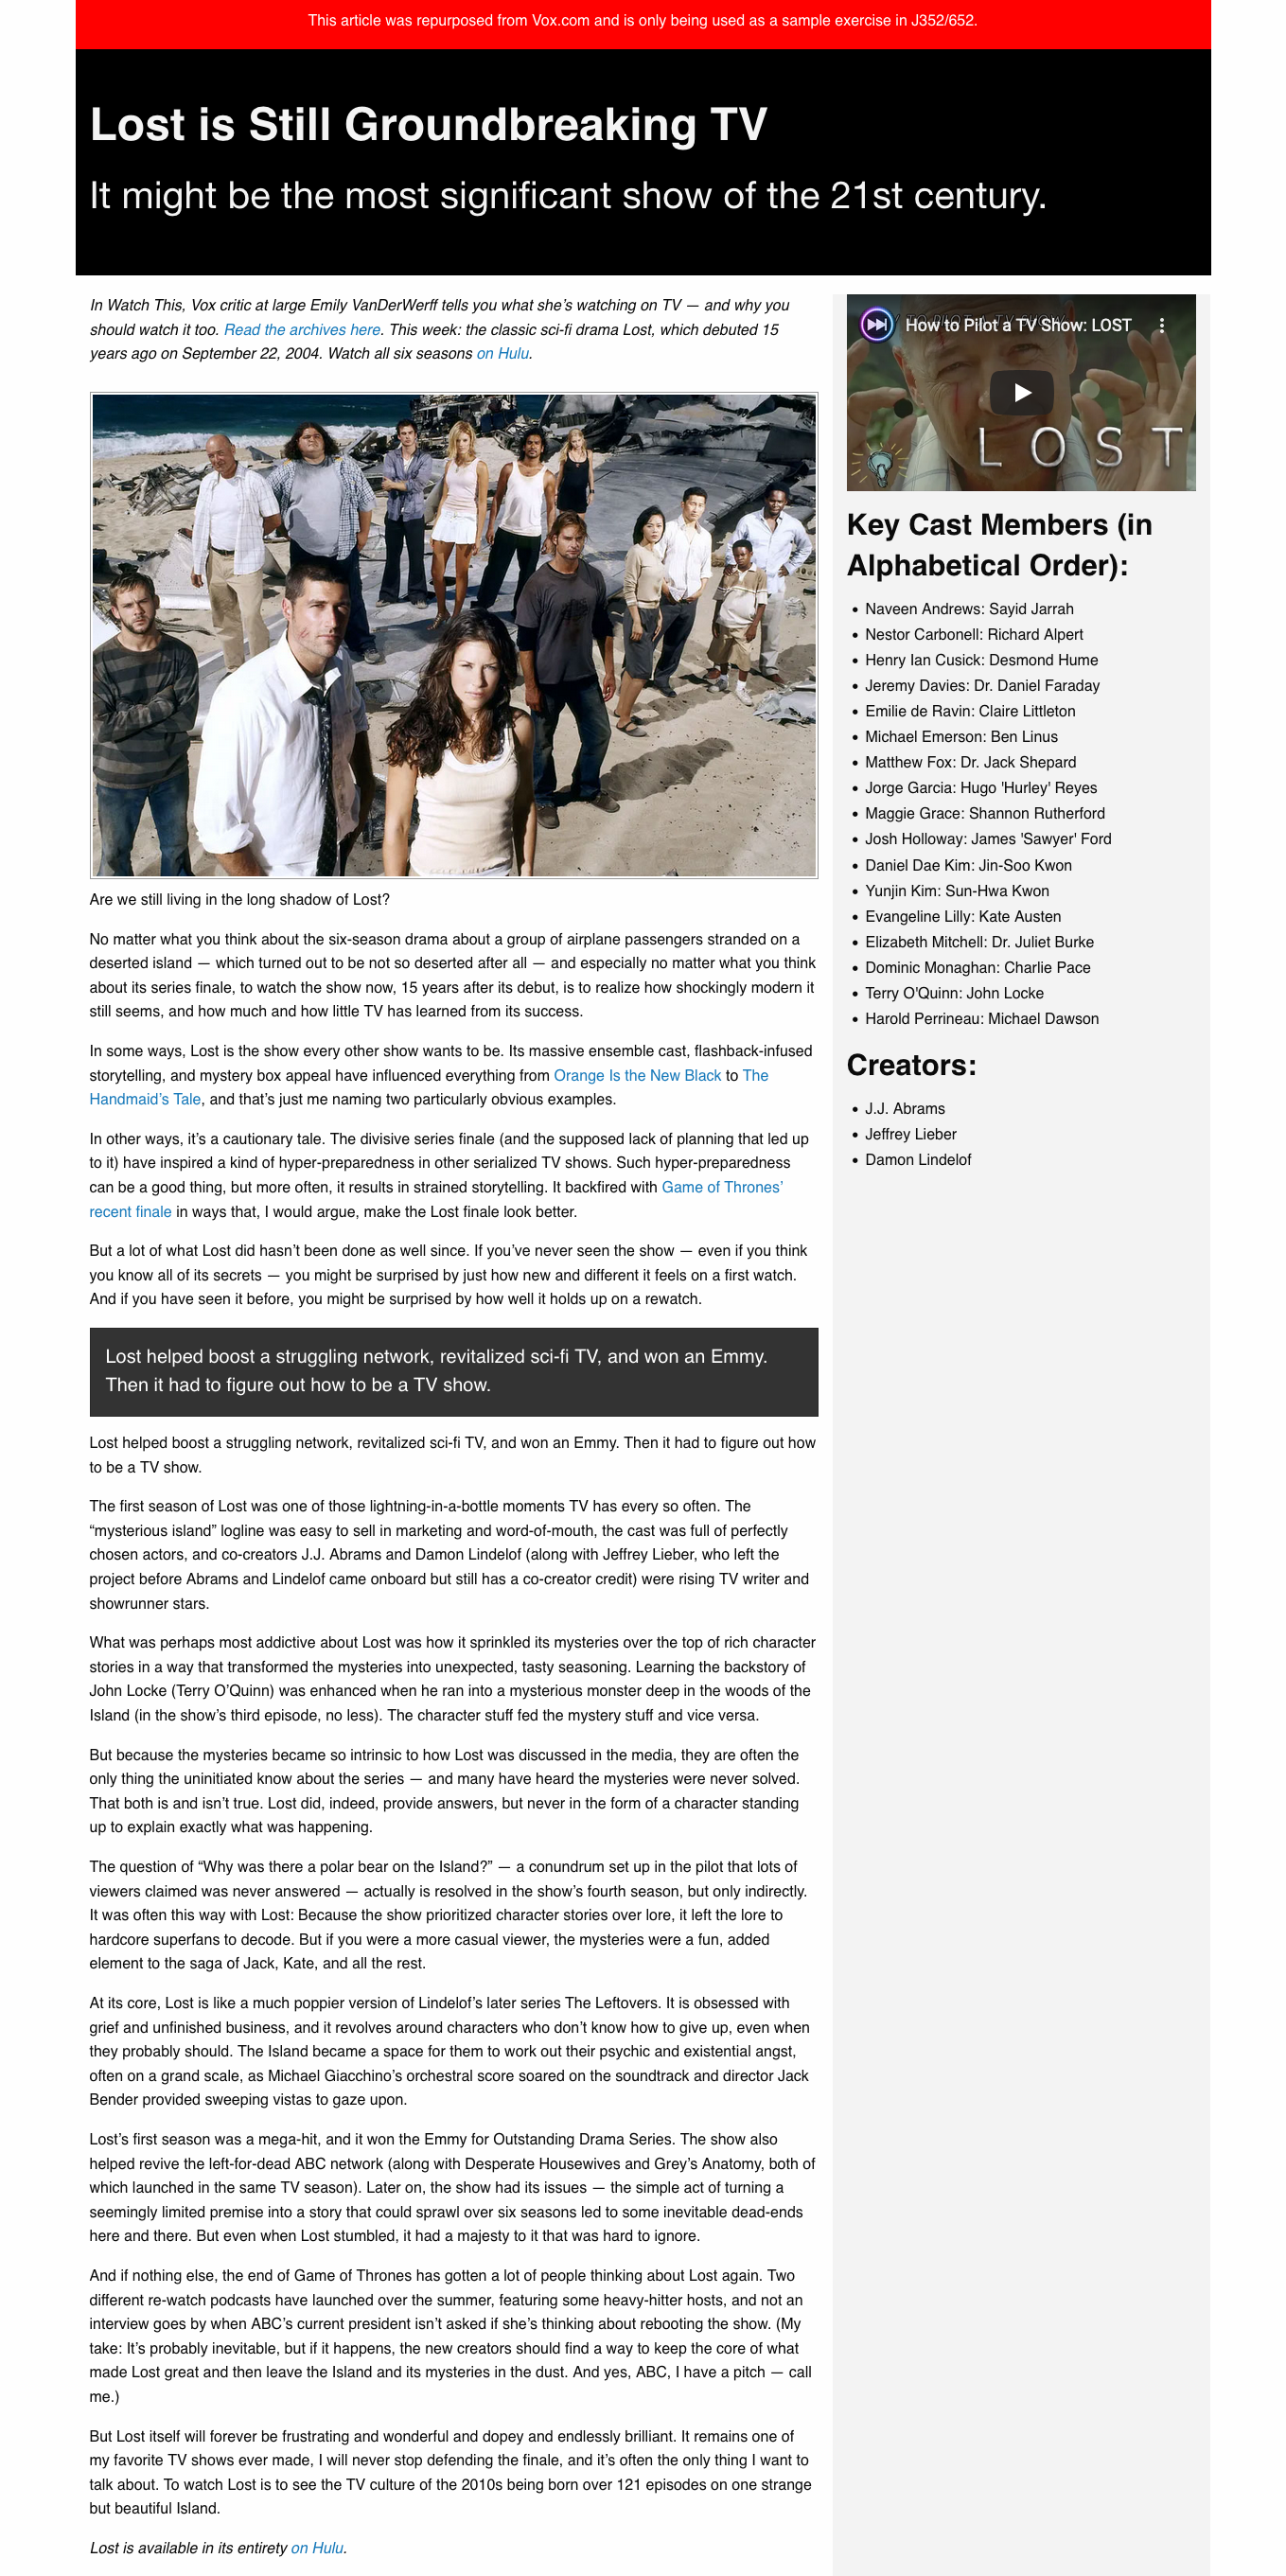 This article was repurposed from Vox.com and is only being used as a sample exercise in J352/652.
Lost is Still Groundbreaking TV
It might be the most significant show of the 21st century.
In Watch This, Vox critic at large Emily VanDerWerff tells you what she’s watching on TV — and why you
should watch it too. Read the archives here. This week: the classic sci-fi drama Lost, which debuted 15
years ago on September 22, 2004. Watch all six seasons on Hulu.
Are we still living in the long shadow of Lost?
No matter what you think about the six-season drama about a group of airplane passengers stranded on a
deserted island — which turned out to be not so deserted after all — and especially no matter what you think
about its series finale, to watch the show now, 15 years after its debut, is to realize how shockingly modern it
still seems, and how much and how little TV has learned from its success.
In some ways, Lost is the show every other show wants to be. Its massive ensemble cast, flashback-infused
storytelling, and mystery box appeal have influenced everything from Orange Is the New Black to The
Handmaid’s Tale, and that’s just me naming two particularly obvious examples.
In other ways, it’s a cautionary tale. The divisive series finale (and the supposed lack of planning that led up
to it) have inspired a kind of hyper-preparedness in other serialized TV shows. Such hyper-preparedness
can be a good thing, but more often, it results in strained storytelling. It backfired with Game of Thrones’
recent finale in ways that, I would argue, make the Lost finale look better.
But a lot of what Lost did hasn’t been done as well since. If you’ve never seen the show — even if you think
you know all of its secrets — you might be surprised by just how new and different it feels on a first watch.
And if you have seen it before, you might be surprised by how well it holds up on a rewatch.
Lost helped boost a struggling network, revitalized sci-fi TV, and won an Emmy.
Then it had to figure out how to be a TV show.
Lost helped boost a struggling network, revitalized sci-fi TV, and won an Emmy. Then it had to figure out how
to be a TV show.
The first season of Lost was one of those lightning-in-a-bottle moments TV has every so often. The
“mysterious island” logline was easy to sell in marketing and word-of-mouth, the cast was full of perfectly
chosen actors, and co-creators J.J. Abrams and Damon Lindelof (along with Jeffrey Lieber, who left the
project before Abrams and Lindelof came onboard but still has a co-creator credit) were rising TV writer and
showrunner stars.
What was perhaps most addictive about Lost was how it sprinkled its mysteries over the top of rich character
stories in a way that transformed the mysteries into unexpected, tasty seasoning. Learning the backstory of
John Locke (Terry O’Quinn) was enhanced when he ran into a mysterious monster deep in the woods of the
Island (in the show’s third episode, no less). The character stuff fed the mystery stuff and vice versa.
But because the mysteries became so intrinsic to how Lost was discussed in the media, they are often the
only thing the uninitiated know about the series — and many have heard the mysteries were never solved.
That both is and isn’t true. Lost did, indeed, provide answers, but never in the form of a character standing
up to explain exactly what was happening.
The question of “Why was there a polar bear on the Island?” — a conundrum set up in the pilot that lots of
viewers claimed was never answered — actually is resolved in the show’s fourth season, but only indirectly.
It was often this way with Lost: Because the show prioritized character stories over lore, it left the lore to
hardcore superfans to decode. But if you were a more casual viewer, the mysteries were a fun, added
element to the saga of Jack, Kate, and all the rest.
At its core, Lost is like a much poppier version of Lindelof’s later series The Leftovers. It is obsessed with
grief and unfinished business, and it revolves around characters who don’t know how to give up, even when
they probably should. The Island became a space for them to work out their psychic and existential angst,
often on a grand scale, as Michael Giacchino’s orchestral score soared on the soundtrack and director Jack
Bender provided sweeping vistas to gaze upon.
Lost’s first season was a mega-hit, and it won the Emmy for Outstanding Drama Series. The show also
helped revive the left-for-dead ABC network (along with Desperate Housewives and Grey’s Anatomy, both of
which launched in the same TV season). Later on, the show had its issues — the simple act of turning a
seemingly limited premise into a story that could sprawl over six seasons led to some inevitable dead-ends
here and there. But even when Lost stumbled, it had a majesty to it that was hard to ignore.
And if nothing else, the end of Game of Thrones has gotten a lot of people thinking about Lost again. Two
different re-watch podcasts have launched over the summer, featuring some heavy-hitter hosts, and not an
interview goes by when ABC’s current president isn’t asked if she’s thinking about rebooting the show. (My
take: It’s probably inevitable, but if it happens, the new creators should find a way to keep the core of what
made Lost great and then leave the Island and its mysteries in the dust. And yes, ABC, I have a pitch — call
me.)
But Lost itself will forever be frustrating and wonderful and dopey and endlessly brilliant. It remains one of
my favorite TV shows ever made, I will never stop defending the finale, and it’s often the only thing I want to
talk about. To watch Lost is to see the TV culture of the 2010s being born over 121 episodes on one strange
but beautiful Island.
Lost is available in its entirety on Hulu.
How to Pilot a TV Show: LOST
LOST
Key Cast Members (in
Alphabetical Order):
• Naveen Andrews: Sayid Jarrah
• Nestor Carbonell: Richard Alpert
• Henry Ian Cusick: Desmond Hume
• Jeremy Davies: Dr. Daniel Faraday
• Emilie de Ravin: Claire Littleton
• Michael Emerson: Ben Linus
• Matthew Fox: Dr. Jack Shepard
• Jorge Garcia: Hugo 'Hurley' Reyes
• Maggie Grace: Shannon Rutherford
• Josh Holloway: James 'Sawyer' Ford
• Daniel Dae Kim: Jin-Soo Kwon
• Yunjin Kim: Sun-Hwa Kwon
• Evangeline Lilly: Kate Austen
• Elizabeth Mitchell: Dr. Juliet Burke
• Dominic Monaghan: Charlie Pace
• Terry O'Quinn: John Locke
• Harold Perrineau: Michael Dawson
Creators:
• J.J. Abrams
• Jeffrey Lieber
• Damon Lindelof